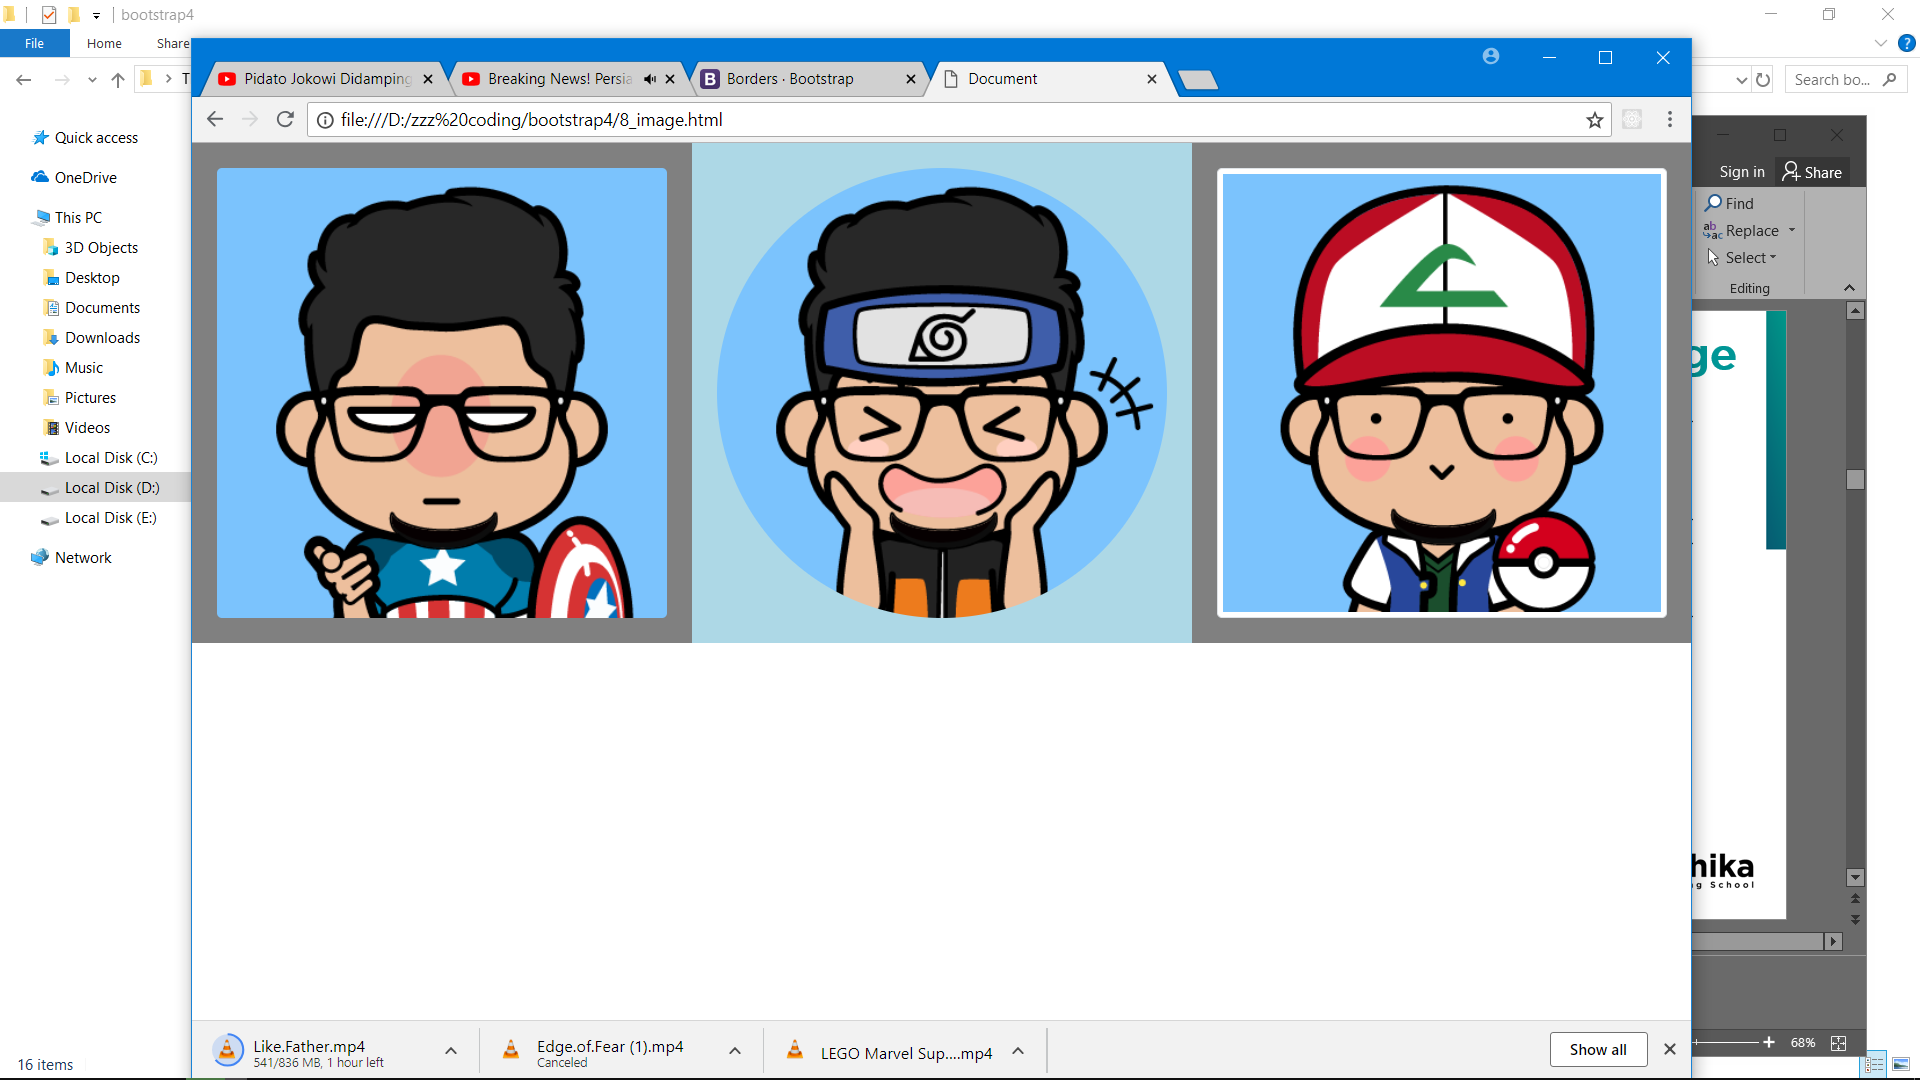 bootstrap4
File
Home
Share
T
Search bo...
Pidato Jokowi Didamping
Breaking News! Persia
B
Borders · Bootstrap
Document
file:///D:/zzz%20coding/bootstrap4/8_image.html
Quick access
OneDrive
This PC
3D Objects
Desktop
Documents
Downloads
Music
Pictures
Videos
Local Disk (C:)
Local Disk (D:)
Local Disk (E:)
Network
16 items
Sign in
Share
Find
Replace
Select
Editing
ge
hika
g School
68%
Like.Father.mp4
541/836 MB, 1 hour left
Edge.of.Fear (1).mp4
Canceled
LEGO Marvel Sup....mp4
Show all